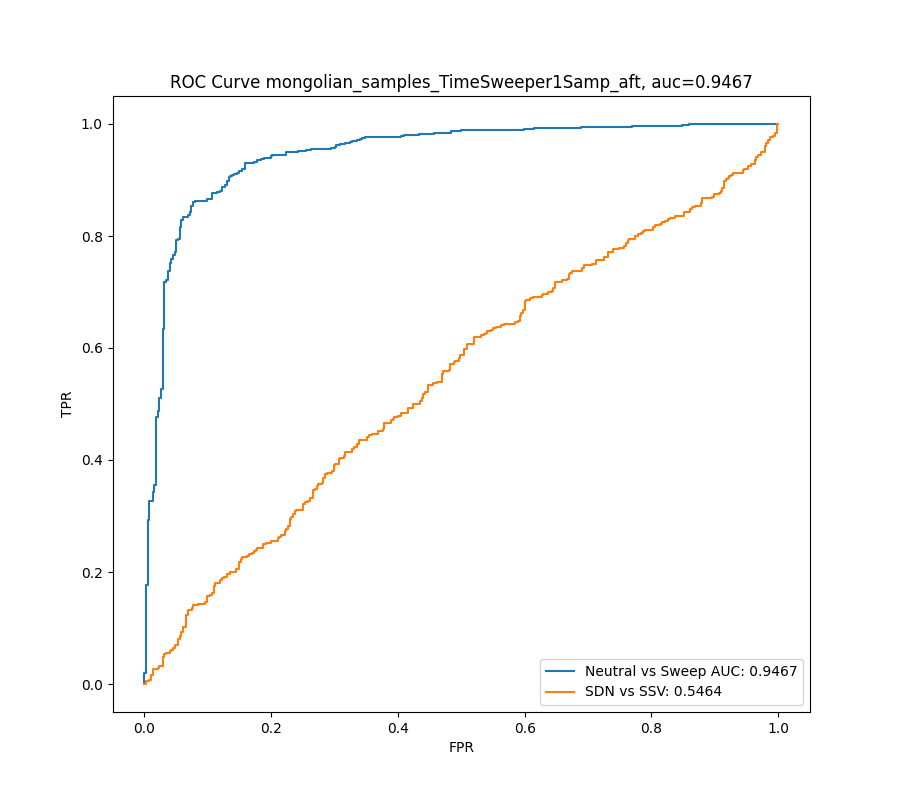 ROC Curve mongolian_samples_TimeSweeper1Samp_aft, auc=0.9467
1.0
0.8
0.6
0.4
0.2
0.0
TPR
0.0 0.2 0.4 0.6 0.8 1.0
FPR
Neutral vs Sweep AUC: 0.9467
SDN vs SSV: 0.5464